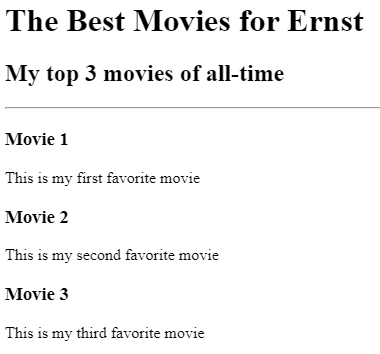 The Best Movies for Ernst
My top 3 movies of all-time
Movie 1
This is my first favorite movie
Movie 2
This is my second favorite movie
Movie 3
This is my third favorite movie